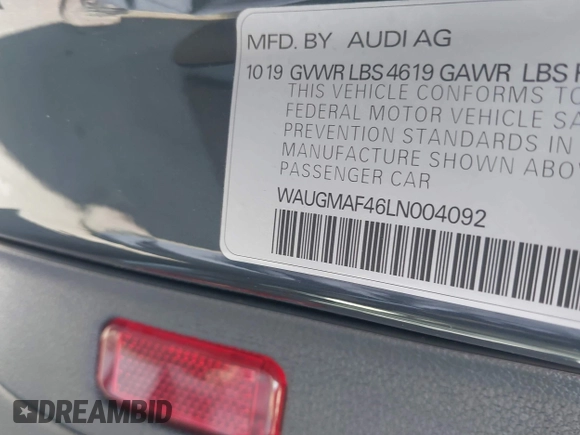 MFD. BY AUDI AG
10 19 GVWR LBS 4619 GAWR LBS
THIS VEHICLE CONFORMS TO
FEDERAL MOTOR VEHICLE
PREVENTION STANDARDS IN
MANUFACTURE SHOWN
PASSENGER CAR
WAUGMAF46LN004092
DREAMBID